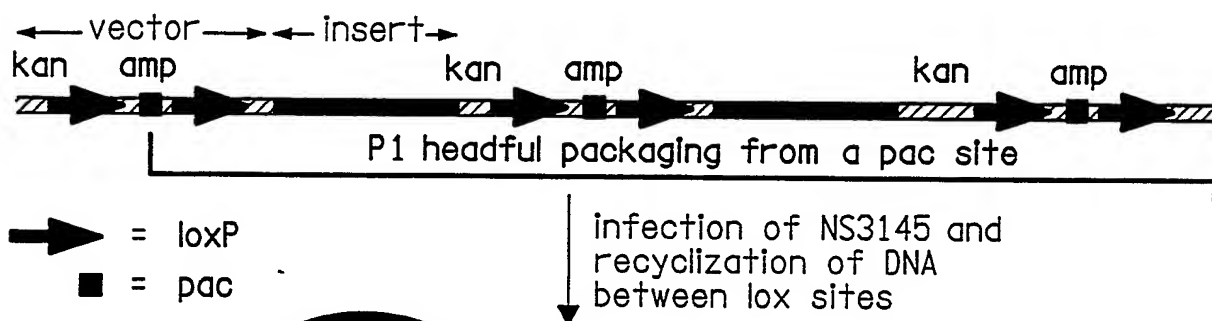 vector insert
kan amp kan amp kan amp
P1 headful packaging from a pac site
= loxP
= pac
infection of NS3145 and
recyclization of DNA
between lox sites